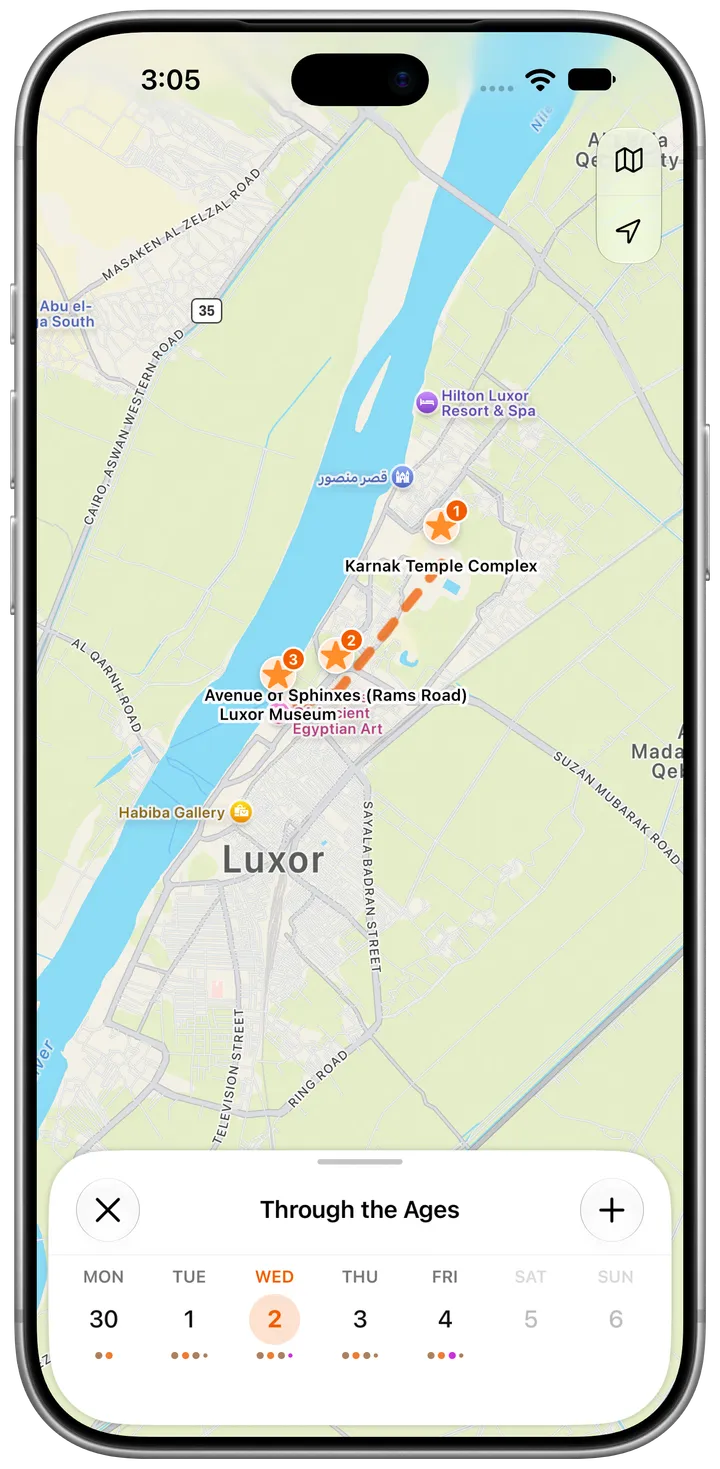 3:05
Nile
MASAKEN AL ZELZAL ROAD
35
Abu el-
South
CAIRO, ASWAN WESTERN ROAD
Hilton Luxor
Resort & Spa
قصر منصور
1
Karnak Temple Complex
2
3
AL QARNH ROAD
Avenue of Sphinxes (Rams Road)
Luxor Museum
Egyptian Art
SUZAN MUBARAK ROAD
Habiba Gallery
Luxor
SAYALA BADRAN STREET
TELEVISION STREET
RING ROAD
Through the Ages
MON TUE WED THU FRI SAT SUN
30 1 2 3 4 5 6